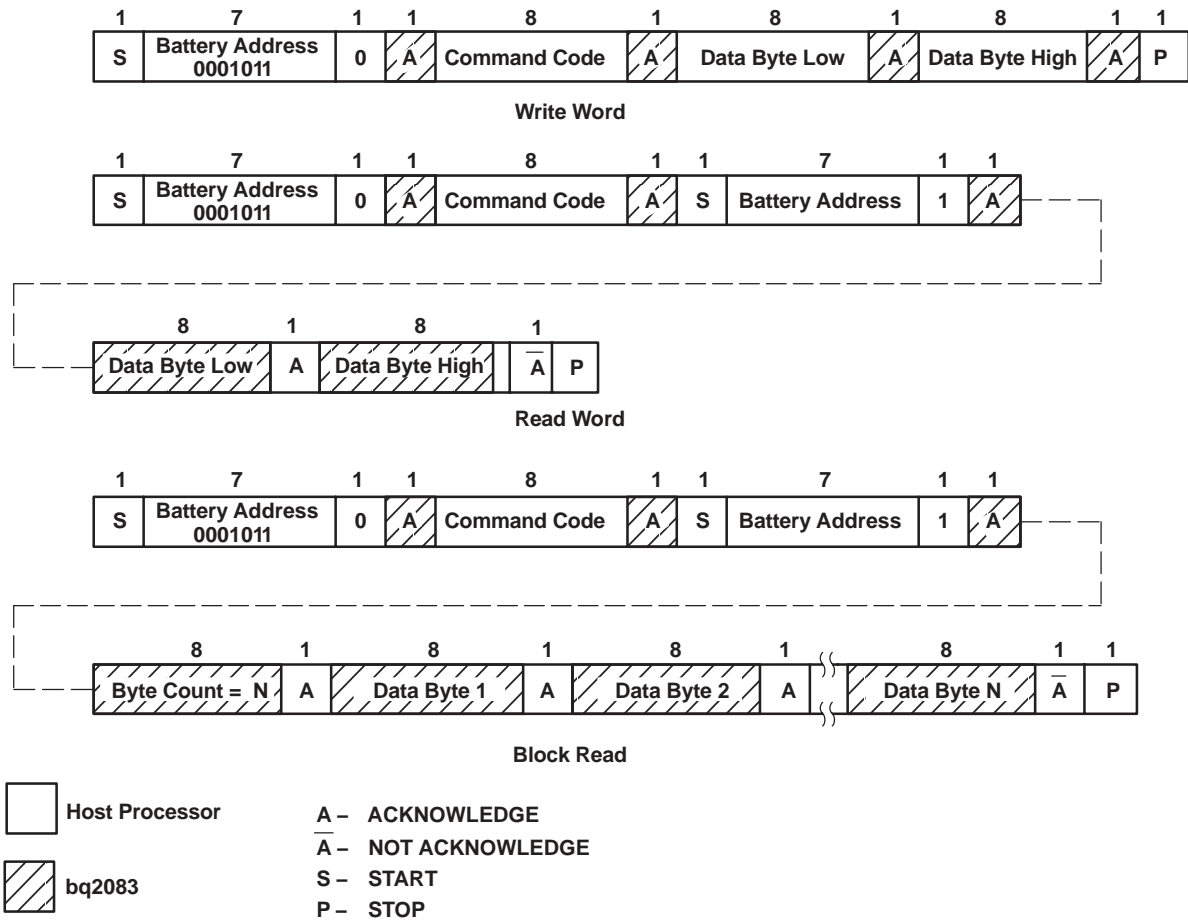 1 7 1 1 8 1 8 1 8 1 1
S Battery Address 0001011 0 A Command Code A Data Byte Low A Data Byte High A P
Write Word
1 7 1 1 8 1 1 7 1 1
S Battery Address 0001011 0 A Command Code A S Battery Address 1 A
8 1 8 1
Data Byte Low A Data Byte High A̅ P
Read Word
1 7 1 1 8 1 1 7 1 1
S Battery Address 0001011 0 A Command Code A S Battery Address 1 A
8 1 8 1 8 1 8 1 1
Byte Count = N A Data Byte 1 A Data Byte 2 A Data Byte N A̅ P
Block Read
Host Processor
bq2083
A – ACKNOWLEDGE
A̅ – NOT ACKNOWLEDGE
S – START
P – STOP